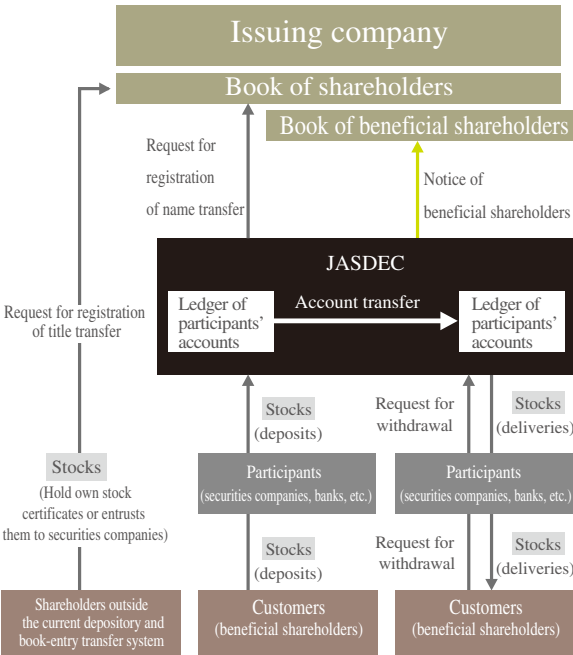 Issuing company
Book of shareholders
Book of beneficial shareholders
Request for
registration
of name transfer
Notice of
beneficial shareholders
JASDEC
Ledger of
participants'
accounts
Account transfer
Ledger of
participants'
accounts
Request for registration
of title transfer
Stocks
(deposits)
Request for
withdrawal
Stocks
(deliveries)
Stocks
(Hold own stock
certificates or entrusts
them to securities companies)
Participants
(securities companies, banks, etc.)
Participants
(securities companies, banks, etc.)
Stocks
(deposits)
Request for
withdrawal
Stocks
(deliveries)
Shareholders outside
the current depository and
book-entry transfer system
Customers
(beneficial shareholders)
Customers
(beneficial shareholders)